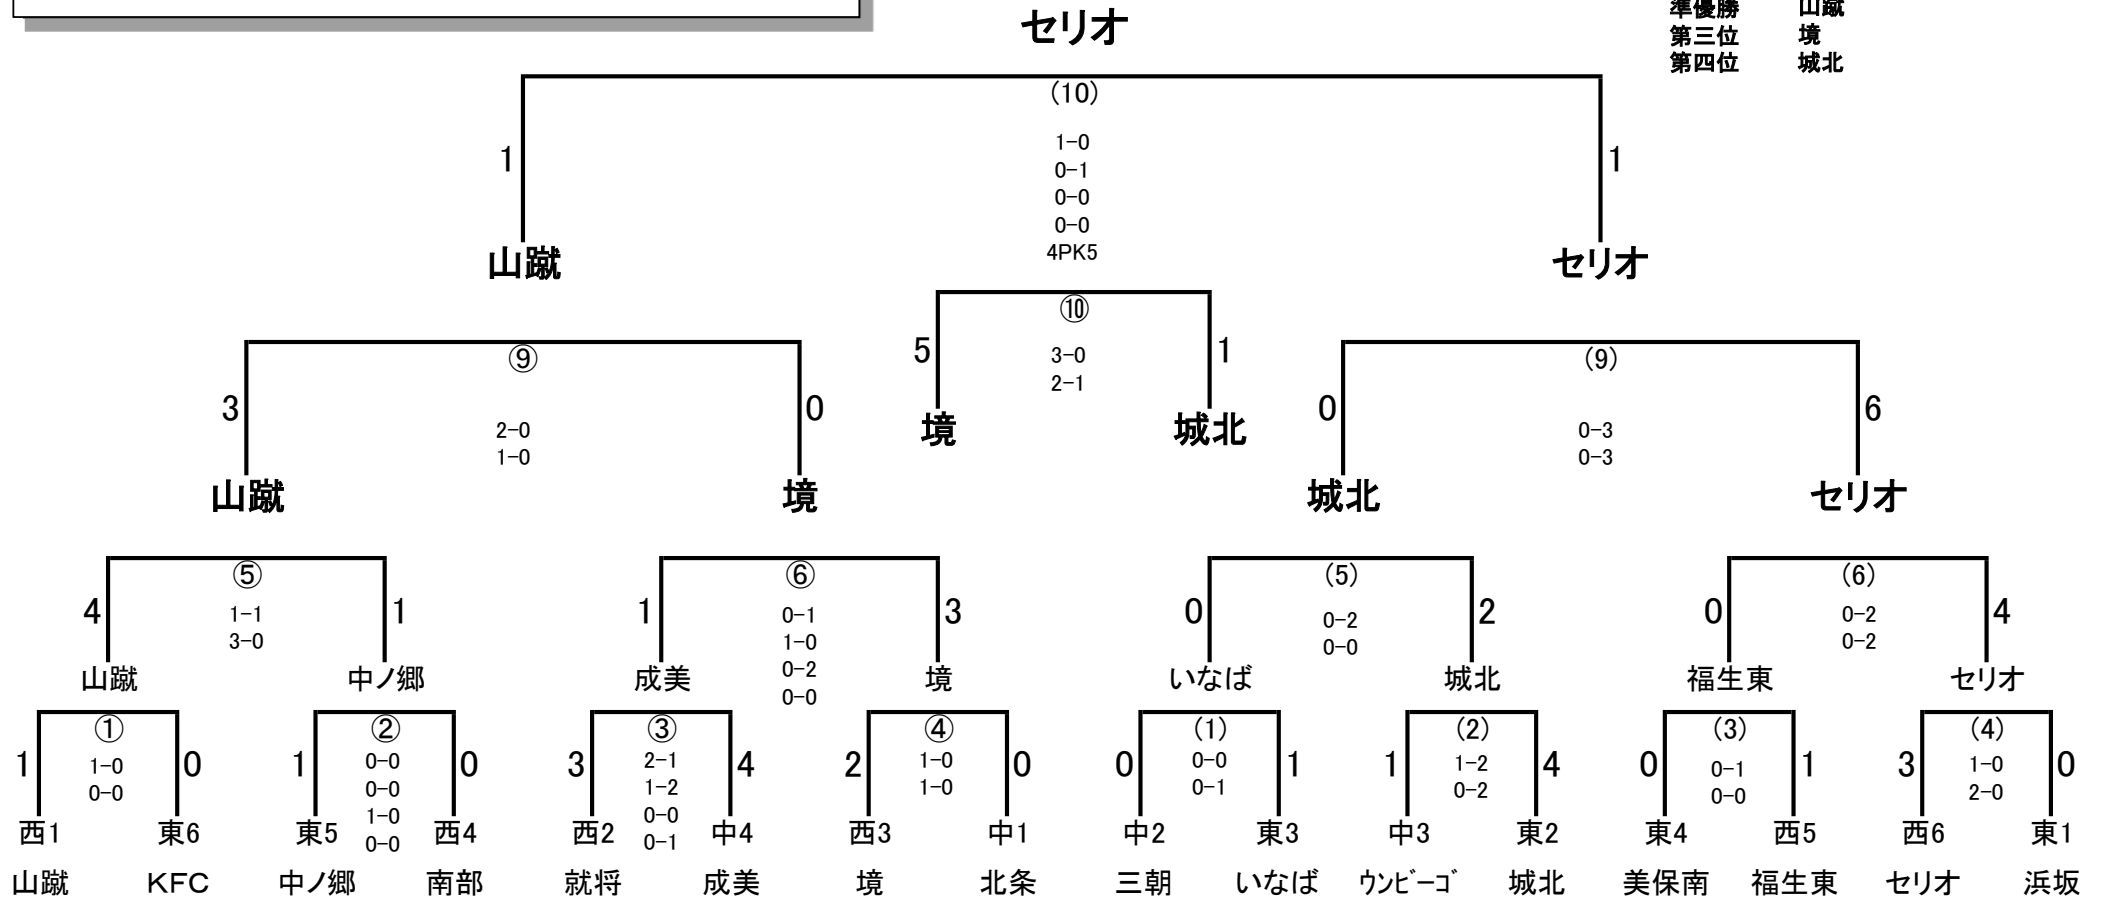 準優勝 山蹴
セリオ
第三位 境
第四位 城北
(10)
1-0
1 1
0-1
0-0
0-0
4PK5
山蹴 セリオ
⑩
5 1
3-0
2-1
境 城北
⑨ (9)
3 0 0 6
2-0 0-3
1-0 0-3
山蹴 境 城北 セリオ
⑤ ⑥ (5) (6)
4 1 1 3 0 2 0 4
1-1 0-1 0-2 0-2
3-0 1-0 0-0 0-2
0-2
0-0
山蹴 中ノ郷 成美 境 いなば 城北 福生東 セリオ
① ② ③ ④ (1) (2) (3) (4)
1 0 1 0 3 4 2 0 0 1 1 4 0 1 3 0
1-0 0-0 2-1 1-0 0-0 1-2 0-1 1-0
0-0 0-0 1-2 1-0 0-1 0-2 0-0 2-0
1-0 0-0
0-0 0-1
西1 東6 東5 西4 西2 中4 西3 中1 中2 東3 中3 東2 東4 西5 西6 東1
山蹴 KFC 中ノ郷 南部 就将 成美 境 北条 三朝 いなば ｳﾝﾋﾞｰｺﾞ 城北 美保南 福生東 セリオ 浜坂